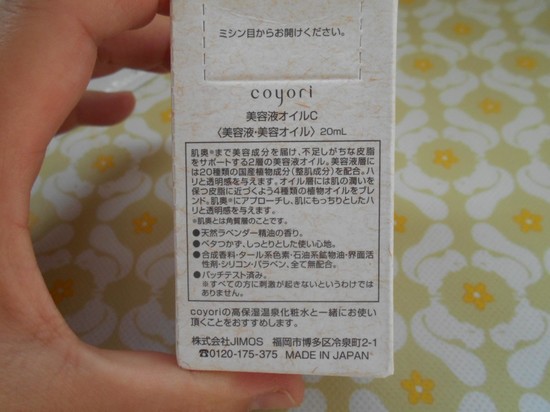 ミシン目からお開けください。
coyori
美容液オイルC
〈美容液・美容オイル〉20mL
肌奥*まで美容成分を届け、不足しがちな皮脂
をサポートする2層の美容液オイル。美容液層に
は20種類の国産植物成分(整肌成分)を配合。ハ
リと透明感を与えます。オイル層には肌の潤いを
保つ皮脂に近づくよう4種類の植物オイルをブレ
ンド。肌奥*にアプローチし、肌にもっちりとしたハ
リと透明感を与えます。
*肌奥とは角質層のことです。
●天然ラベンダー精油の香り。
●ベタつかず、しっとりとした使い心地。
●合成香料・タール系色素・石油系鉱物油・界面活
性剤・シリコン・パラベン、全て無配合。
●パッチテスト済み。
※すべての方に刺激が起きないというわけでは
ありません。
coyoriの高保湿温泉化粧水と一緒にお使い
頂くことをおすすめします。
株式会社JIMOS 福岡市博多区冷泉町2-1
☎0120-175-375 MADE IN JAPAN